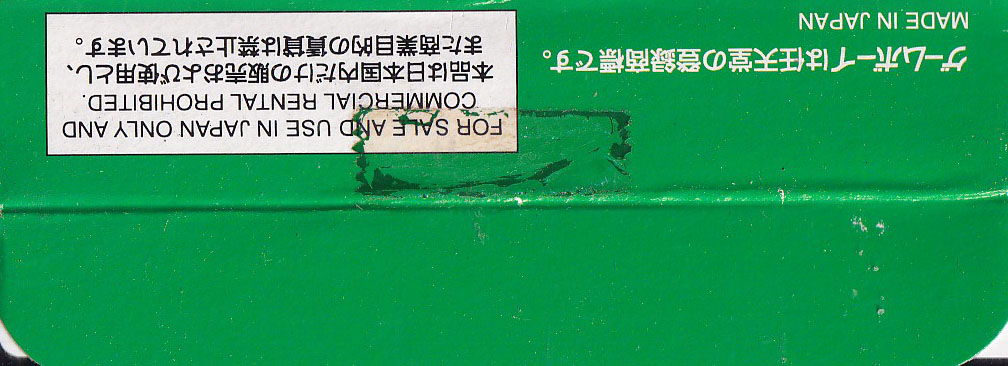 FOR SALE AND USE IN JAPAN ONLY AND
COMMERCIAL RENTAL PROHIBITED.
本品は日本国内だけの販売および使用とし、
また商業目的の賃貸は禁止されています。
ゲームボーイは任天堂の登録商標です。
MADE IN JAPAN